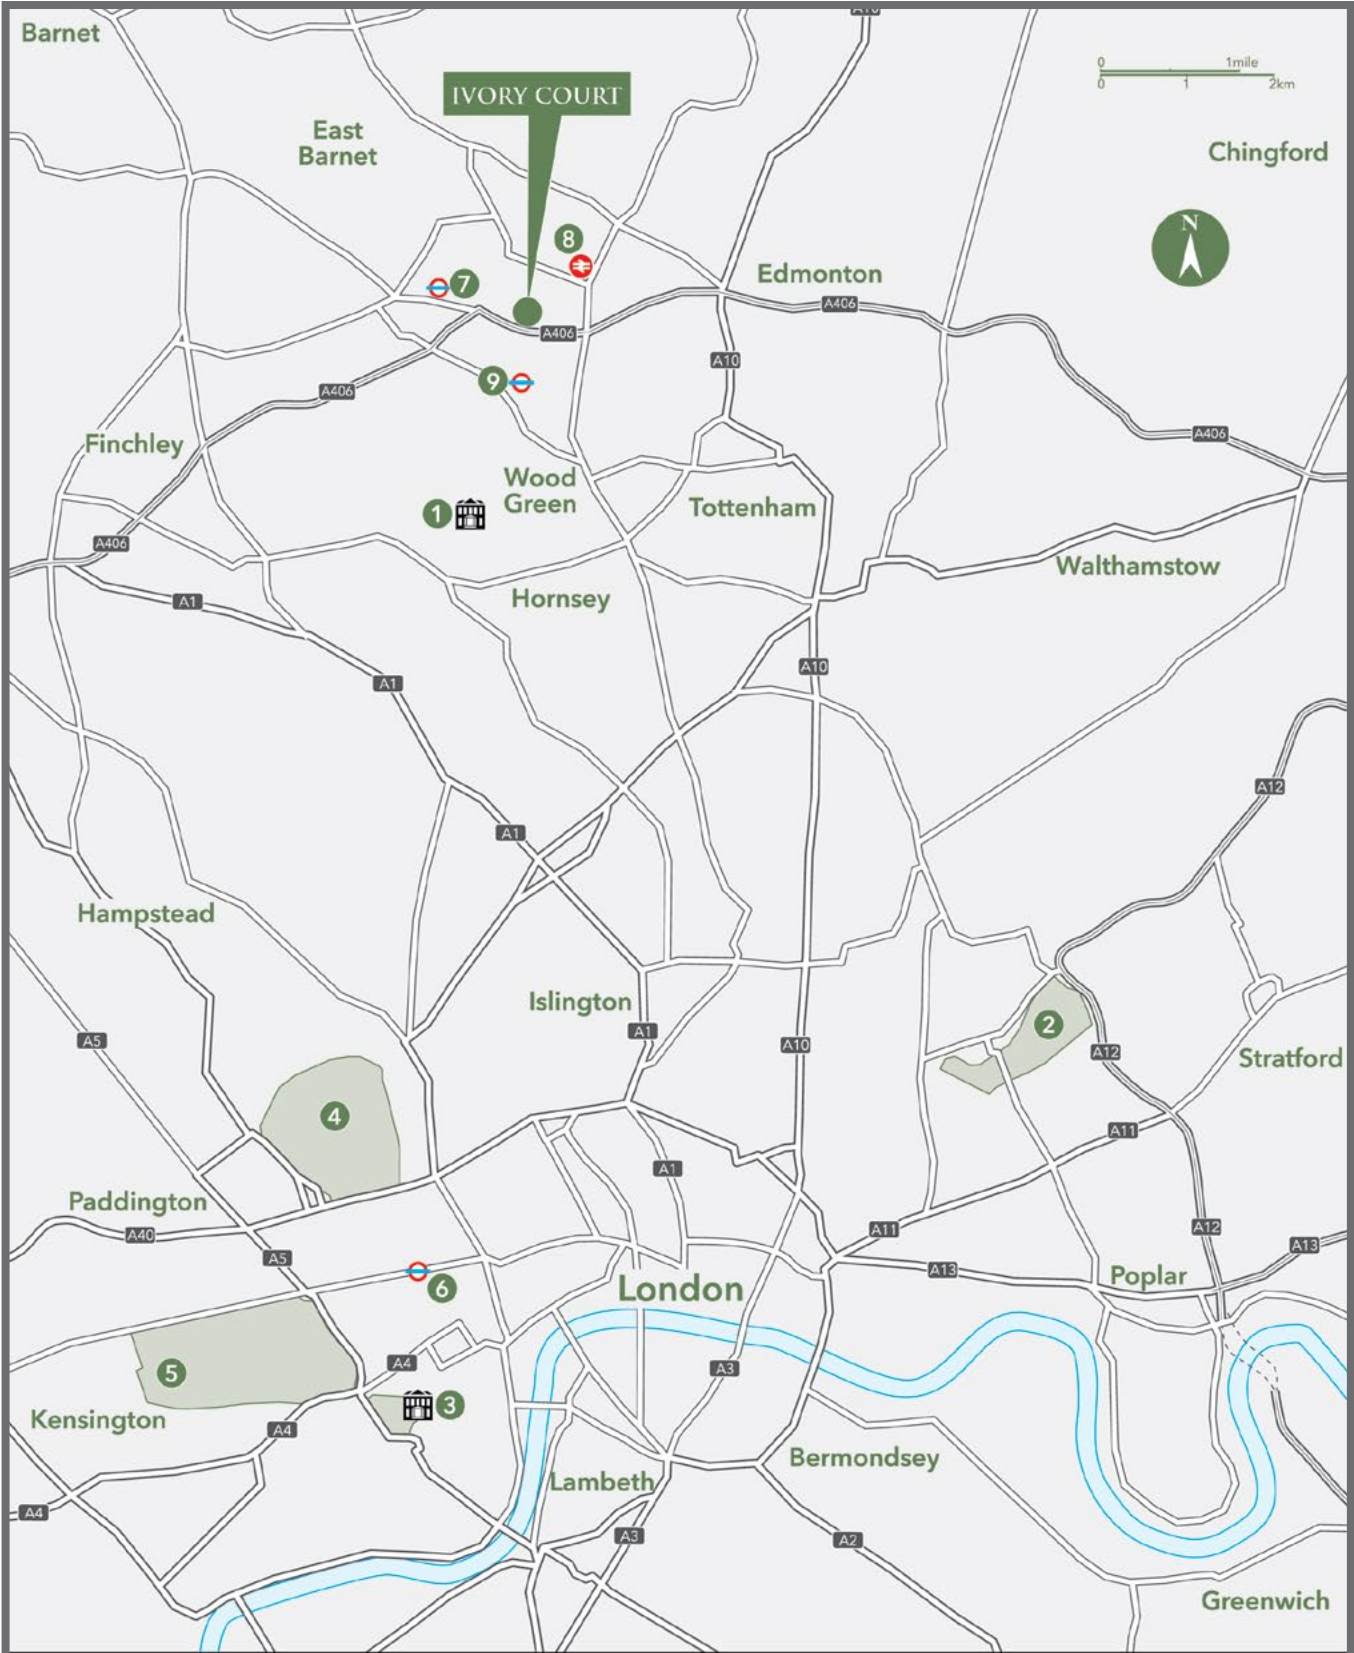 Barnet
A10
0 1mile
0 1 2km
IVORY COURT
East
Barnet
Chingford
N
8
7
Edmonton
A406
A406
A10
9
A406
A406
Finchley
Wood
Green
1
Tottenham
A406
Walthamstow
A1
Hornsey
A10
A1
A12
A1
Hampstead
Islington
2
A1
A5
A10
A12
Stratford
4
A11
A1
Paddington
A40
A11
A12
A5
A13
A13
Poplar
6
London
A4
A3
5
3
Kensington
A4
Bermondsey
Lambeth
A4
A3
A2
Greenwich